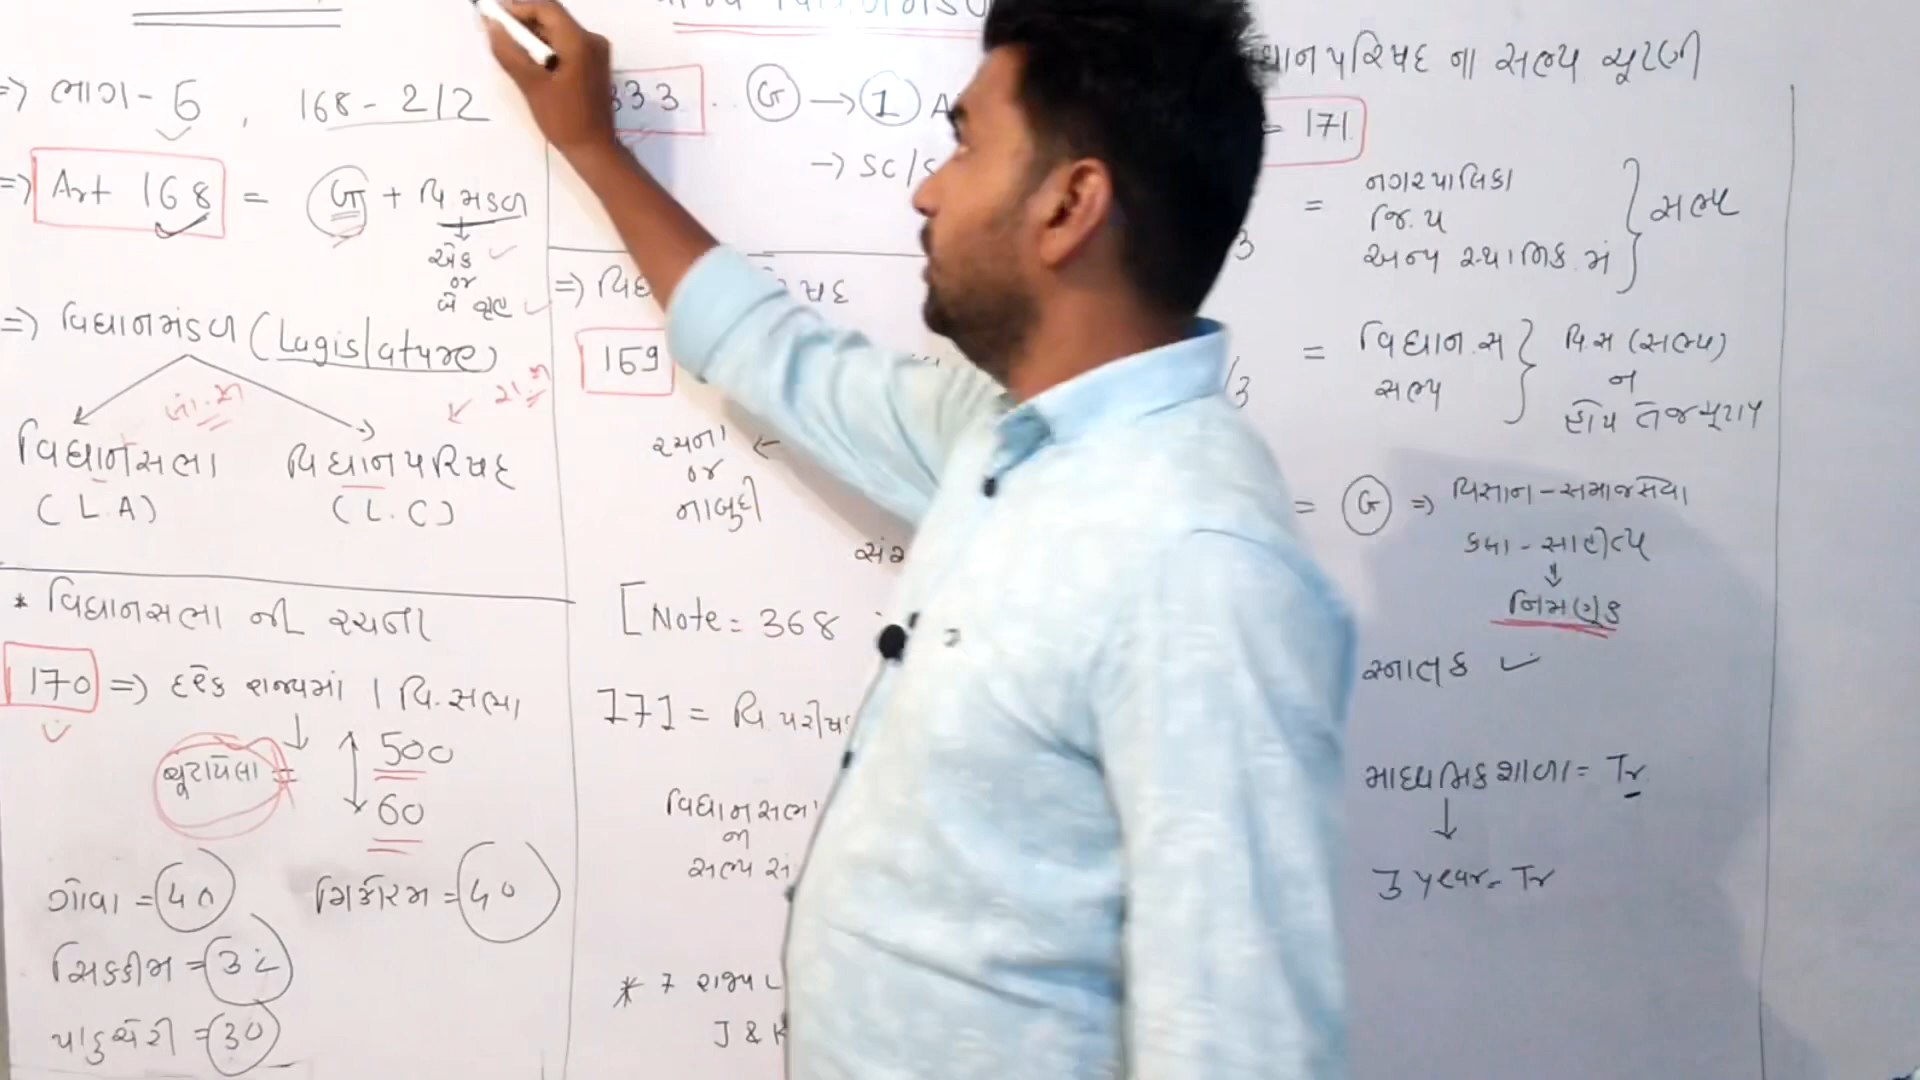 => ભાગ - 6 , 168 - 212
=> Art 168 = G + વિ.મંડળ
એક
or
બે ગૃહ
=> વિધાનમંડળ (Lagislature)
લો.સ
રા.સ
વિધાનસભા વિધાનપરિષદ
(L.A) (L.C)
* વિધાનસભા ની રચના
170 => દરેક રાજ્યમાં 1 વિ.સભા
ચૂંટાયેલા = 500
60
ગોવા = 40 મિઝોરમ = 40
સિક્કીમ = 32
પાડુચેરી = 30
333 G -> 1 A
-> SC/S
=> વિધ
169
રચના <-
or
નાબુદી
[Note = 368
171 = વિ.પરીષ
વિધાનસભા
ના
સભ્ય સં
* 7 રાજ્ય
J & K
ધાનપરિષદ ના સભ્ય ચૂંટણી
= 171
= નગરપાલિકા
જિ.પ
અન્ય સ્થાનિક.માં } સભ્ય
/3 = વિધાન.સ
સભ્ય } વિ.સ (સભ્ય)
ન
હોય તેજ ચૂંટાય
= G => વિજ્ઞાન - સમાજસેવા
કલા - સાહીત્ય
નિમણૂક
સ્નાતક
માધ્યમિક શાળા = Tr
3 year = Tr